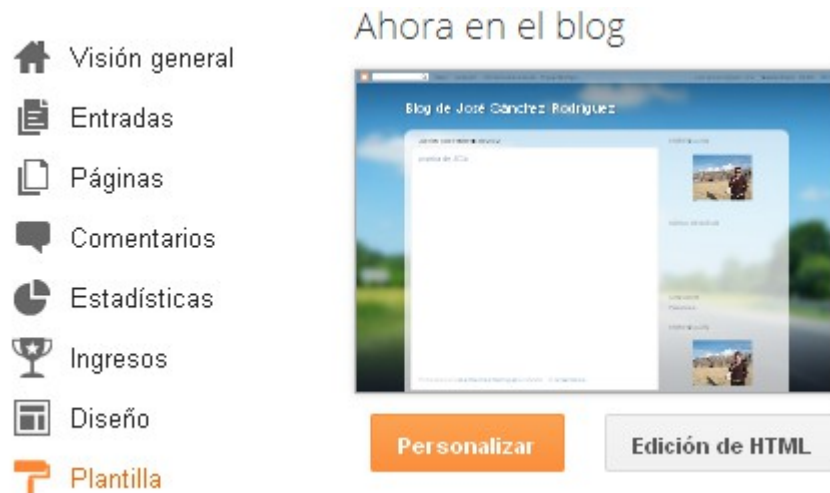 Visión general
Entradas
Páginas
Comentarios
Estadísticas
Ingresos
Diseño
Plantilla
Ahora en el blog
Blog de José Sánchez Rodriguez
Personalizar
Edición de HTML